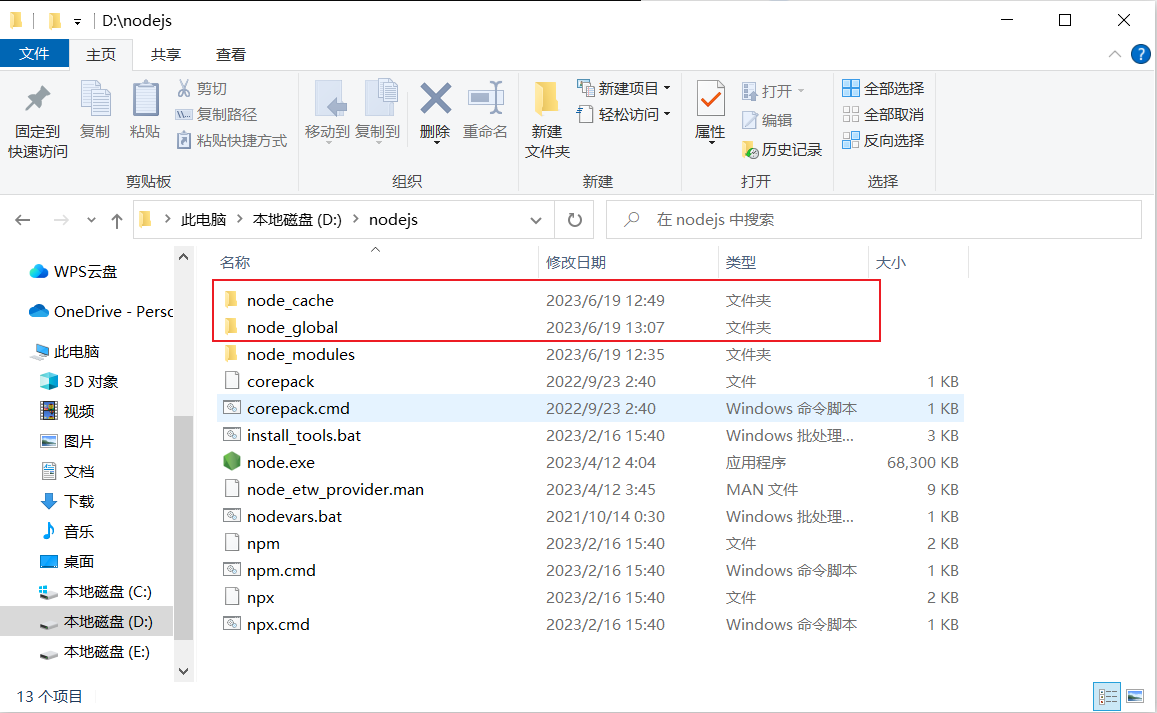 D:\nodejs
文件 主页 共享 查看
固定到快速访问 复制 粘贴 剪切 复制路径 粘贴快捷方式 移动到 复制到 删除 重命名 新建文件夹 新建项目 轻松访问 属性 打开 编辑 历史记录 全部选择 全部取消 反向选择
剪贴板 组织 新建 打开 选择
此电脑 本地磁盘 (D:) nodejs 在 nodejs 中搜索
WPS云盘
OneDrive - Persc
此电脑
3D 对象
视频
图片
文档
下载
音乐
桌面
本地磁盘 (C:)
本地磁盘 (D:)
本地磁盘 (E:)
名称 修改日期 类型 大小
node_cache 2023/6/19 12:49 文件夹
node_global 2023/6/19 13:07 文件夹
node_modules 2023/6/19 12:35 文件夹
corepack 2022/9/23 2:40 文件 1 KB
corepack.cmd 2022/9/23 2:40 Windows 命令脚本 1 KB
install_tools.bat 2023/2/16 15:40 Windows 批处理... 3 KB
node.exe 2023/4/12 4:04 应用程序 68,300 KB
node_etw_provider.man 2023/4/12 3:45 MAN 文件 9 KB
nodevars.bat 2021/10/14 0:30 Windows 批处理... 1 KB
npm 2023/2/16 15:40 文件 2 KB
npm.cmd 2023/2/16 15:40 Windows 命令脚本 1 KB
npx 2023/2/16 15:40 文件 2 KB
npx.cmd 2023/2/16 15:40 Windows 命令脚本 1 KB
13 个项目